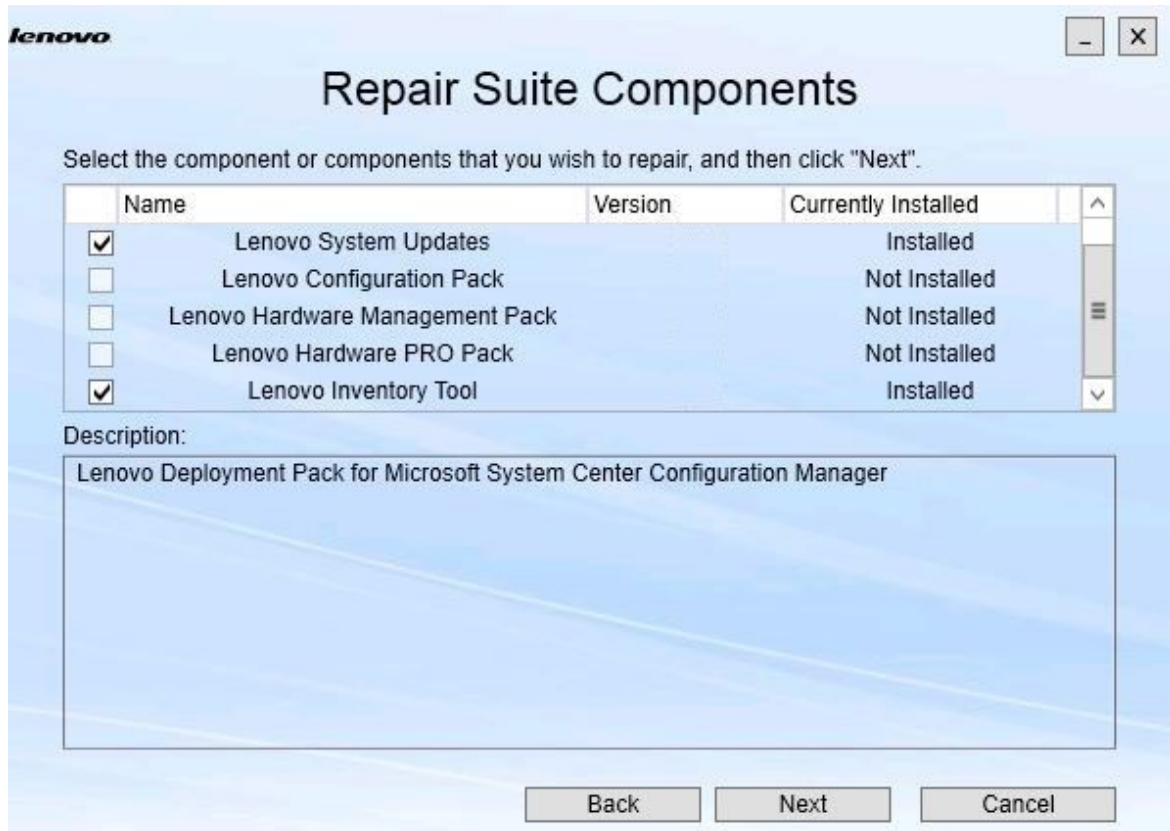 lenovo
Repair Suite Components
Select the component or components that you wish to repair, and then click "Next".
Name Version Currently Installed
Lenovo System Updates Installed
Lenovo Configuration Pack Not Installed
Lenovo Hardware Management Pack Not Installed
Lenovo Hardware PRO Pack Not Installed
Lenovo Inventory Tool Installed
Description:
Lenovo Deployment Pack for Microsoft System Center Configuration Manager
Back Next Cancel